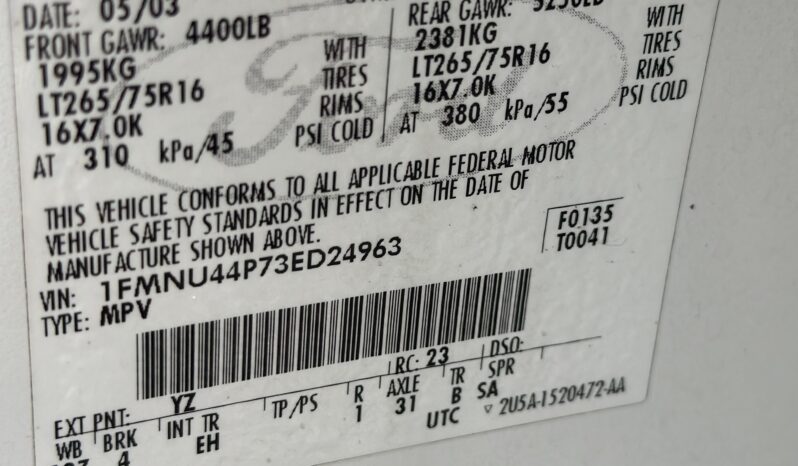 DATE: 05/03
FRONT GAWR: 4400LB
1995KG WITH
LT265/75R16 TIRES
16X7.0K RIMS
AT 310 kPa/45 PSI COLD
REAR GAWR: 5250LB
2381KG WITH
LT265/75R16 TIRES
16X7.0K RIMS
AT 380 kPa/55 PSI COLD
Ford
THIS VEHICLE CONFORMS TO ALL APPLICABLE FEDERAL MOTOR
VEHICLE SAFETY STANDARDS IN EFFECT ON THE DATE OF
MANUFACTURE SHOWN ABOVE.
F0135
T0041
VIN: 1FMNU44P73ED24963
TYPE: MPV
EXT PNT: YZ RC: 23 DSO:
WB BRK INT TR TP/PS R AXLE TR SPR
4 EH 1 31 B SA
UTC ▽ 2U5A-1520472-AA